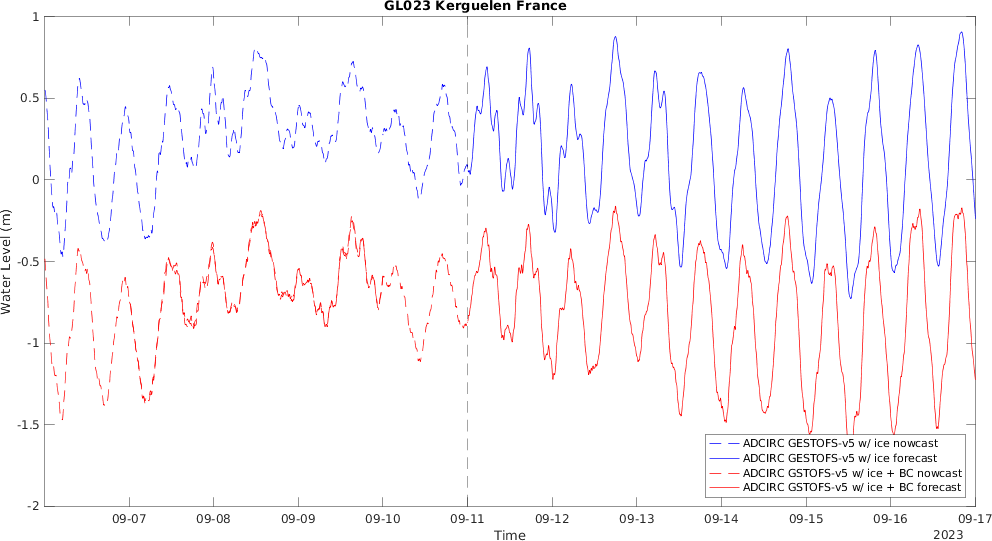 GL023 Kerguelen France
Water Level (m)
1
0.5
0
-0.5
-1
-1.5
-2
ADCIRC GESTOFS-v5 w/ ice nowcast
ADCIRC GESTOFS-v5 w/ ice forecast
ADCIRC GSTOFS-v5 w/ ice + BC nowcast
ADCIRC GSTOFS-v5 w/ ice + BC forecast
09-07 09-08 09-09 09-10 09-11 09-12 09-13 09-14 09-15 09-16 09-17
Time
2023